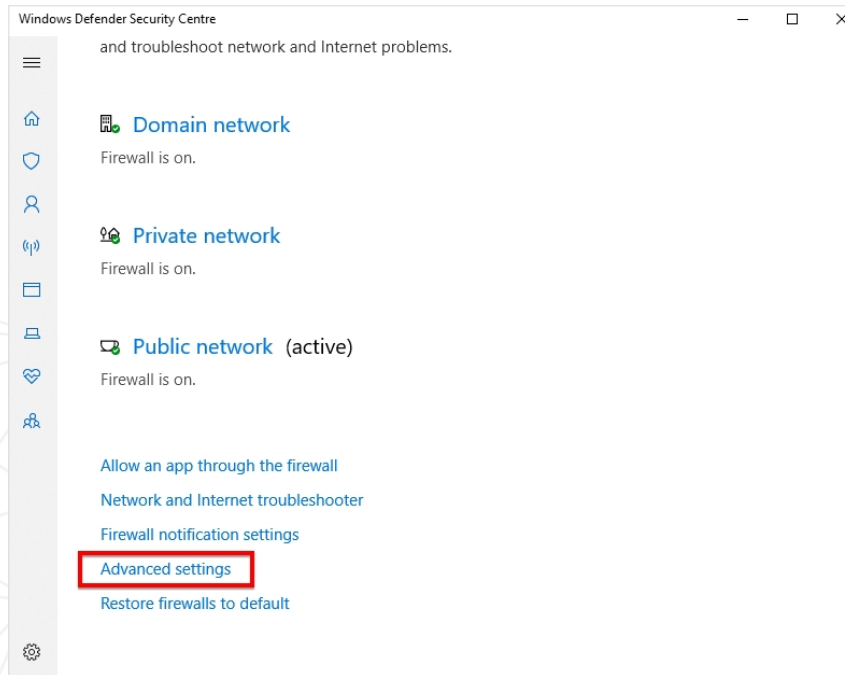 Windows Defender Security Centre
and troubleshoot network and Internet problems.
Domain network
Firewall is on.
Private network
Firewall is on.
Public network (active)
Firewall is on.
Allow an app through the firewall
Network and Internet troubleshooter
Firewall notification settings
Advanced settings
Restore firewalls to default